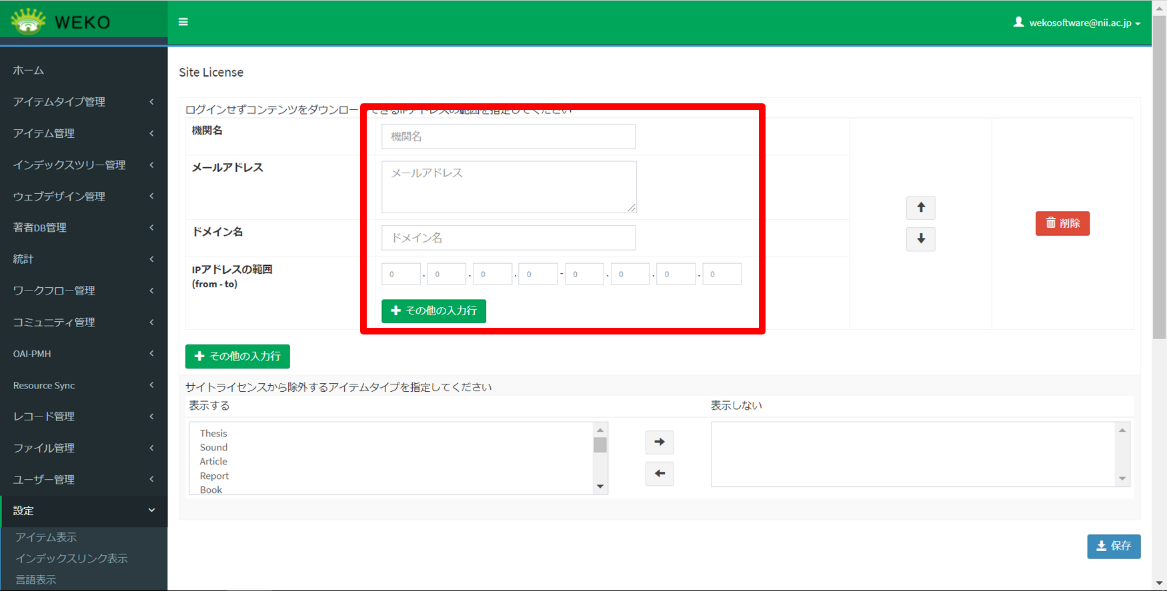 WEKO
wekosoftware@nii.ac.jp
ホーム
アイテムタイプ管理
アイテム管理
インデックスツリー管理
ウェブデザイン管理
著者DB管理
統計
ワークフロー管理
コミュニティ管理
OAI-PMH
Resource Sync
レコード管理
ファイル管理
ユーザー管理
設定
アイテム表示
インデックスリンク表示
言語表示
Site License
ログインせずコンテンツをダウンロー できるIPアドレスの範囲を指定してください
機関名 機関名
メールアドレス メールアドレス
ドメイン名 ドメイン名
IPアドレスの範囲
(from - to)
0 . 0 . 0 . 0 - 0 . 0 . 0 . 0
その他の入力行
削除
その他の入力行
サイトライセンスから除外するアイテムタイプを指定してください
表示する 表示しない
Thesis
Sound
Article
Report
Book
保存